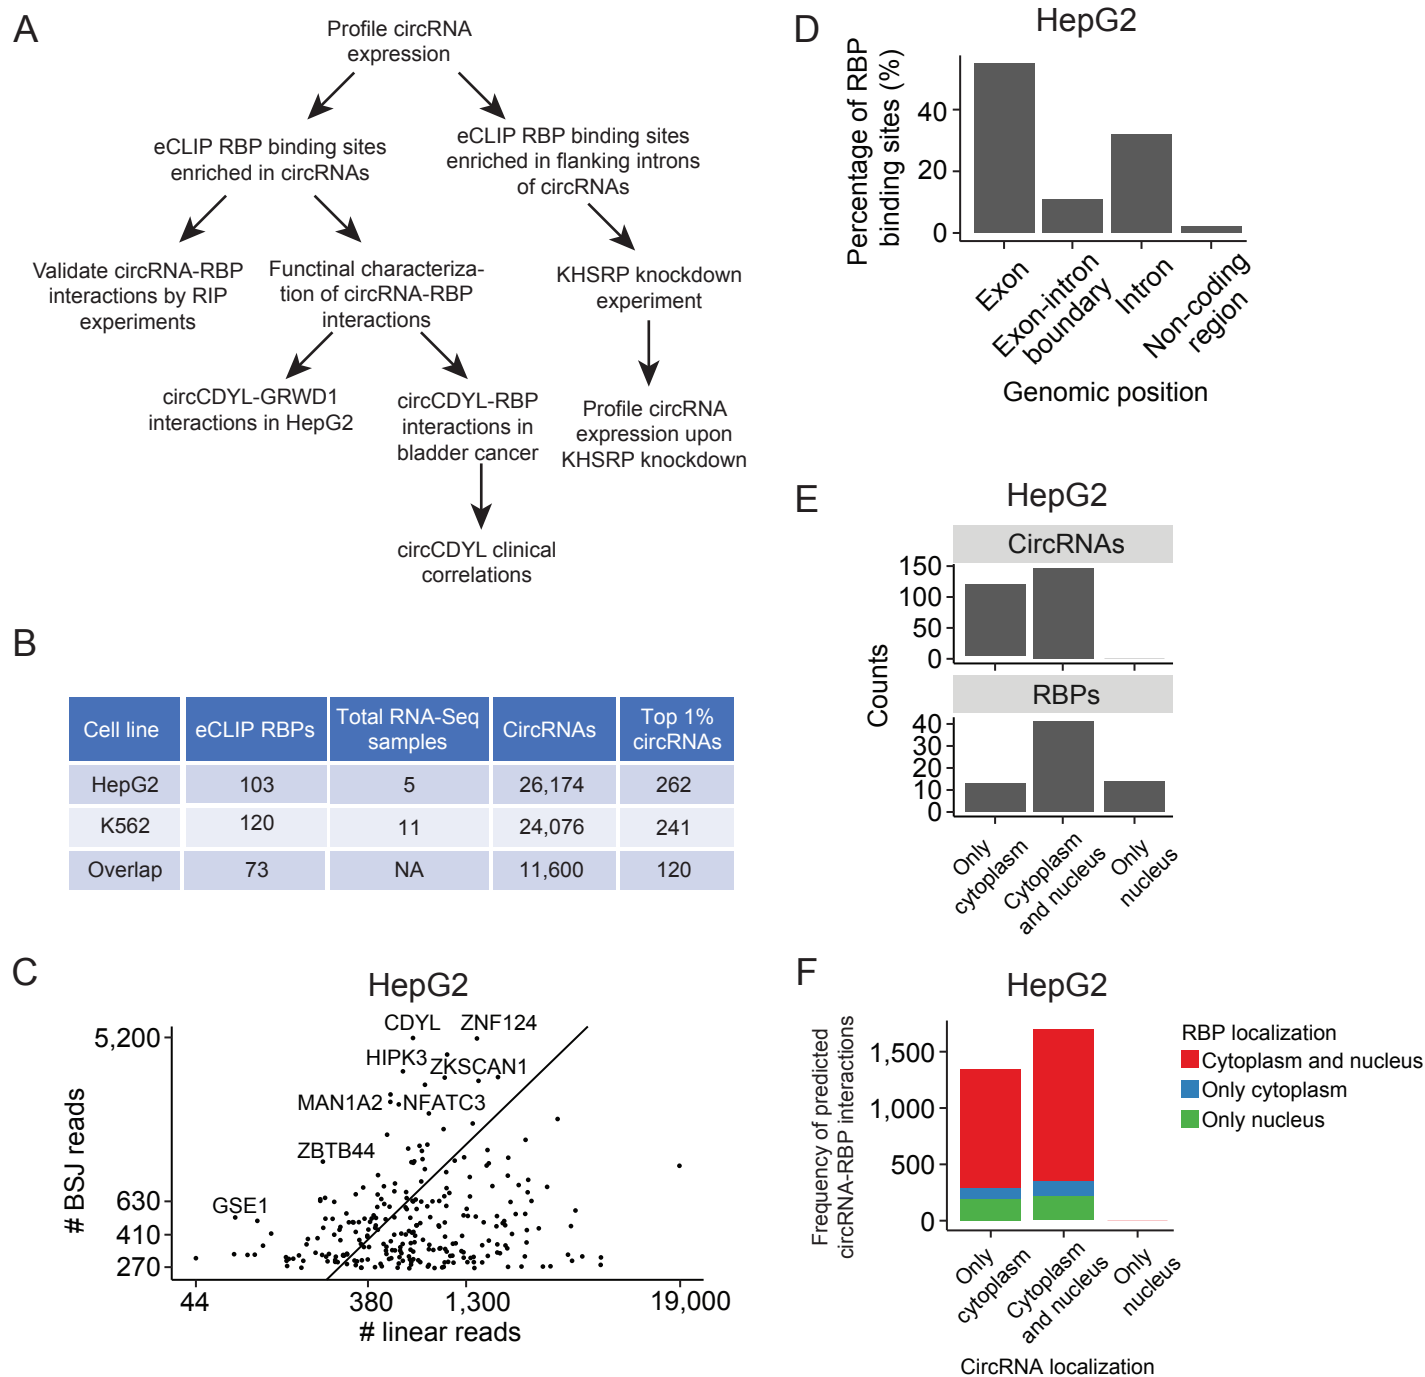 A
Profile circRNA
expression
eCLIP RBP binding sites
enriched in circRNAs
eCLIP RBP binding sites
enriched in flanking introns
of circRNAs
Validate circRNA-RBP
interactions by RIP
experiments
Functinal characteriza-
tion of circRNA-RBP
interactions
KHSRP knockdown
experiment
circCDYL-GRWD1
interactions in HepG2
circCDYL-RBP
interactions in
bladder cancer
Profile circRNA
expression upon
KHSRP knockdown
circCDYL clinical
correlations
B
Cell line eCLIP RBPs Total RNA-Seq samples CircRNAs Top 1% circRNAs
HepG2 103 5 26,174 262
K562 120 11 24,076 241
Overlap 73 NA 11,600 120
C
HepG2
# BSJ reads
5,200
630
410
270
CDYL ZNF124
HIPK3 ZKSCAN1
MAN1A2 NFATC3
ZBTB44
GSE1
44 380 1,300 19,000
# linear reads
D
HepG2
Percentage of RBP
binding sites (%)
40
20
0
Exon
Exon-intron
boundary
Intron
Non-coding
region
Genomic position
E
HepG2
CircRNAs
Counts
150
100
50
0
RBPs
40
30
20
10
0
Only
cytoplasm
Cytoplasm
and nucleus
Only
nucleus
F
HepG2
Frequency of predicted
circRNA-RBP interactions
1,500
1,000
500
0
RBP localization
Cytoplasm and nucleus
Only cytoplasm
Only nucleus
Only
cytoplasm
Cytoplasm
and nucleus
Only
nucleus
CircRNA localization